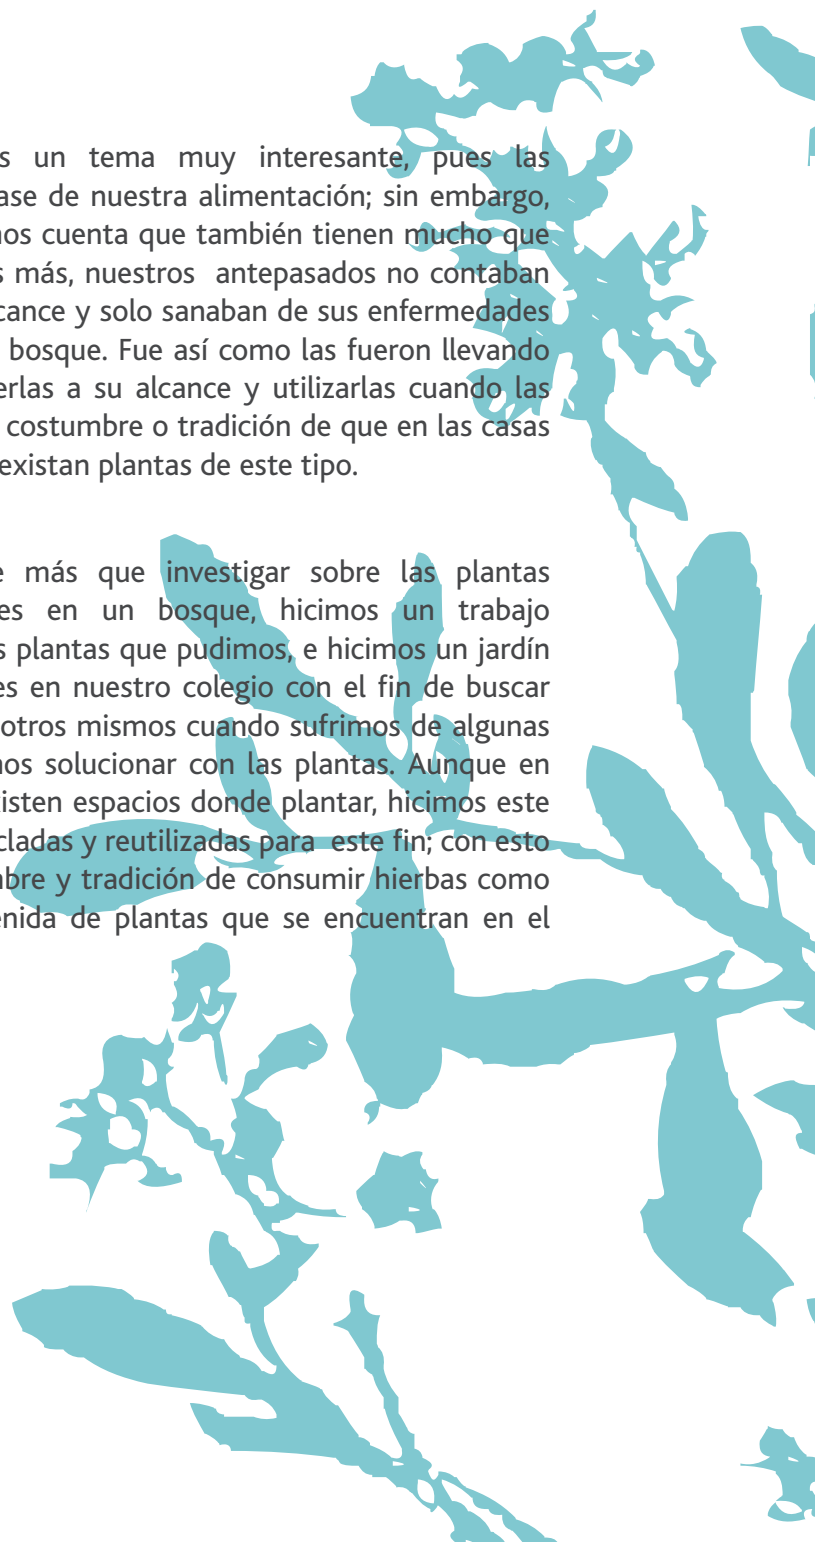 s un tema muy interesante, pues las
ase de nuestra alimentación; sin embargo,
nos cuenta que también tienen mucho que
s más, nuestros antepasados no contaban
cance y solo sanaban de sus enfermedades
bosque. Fue así como las fueron llevando
erlas a su alcance y utilizarlas cuando las
costumbre o tradición de que en las casas
existan plantas de este tipo.
e más que investigar sobre las plantas
es en un bosque, hicimos un trabajo
s plantas que pudimos, e hicimos un jardín
es en nuestro colegio con el fin de buscar
otros mismos cuando sufrimos de algunas
nos solucionar con las plantas. Aunque en
isten espacios donde plantar, hicimos este
cladas y reutilizadas para este fin; con esto
bre y tradición de consumir hierbas como
enida de plantas que se encuentran en el